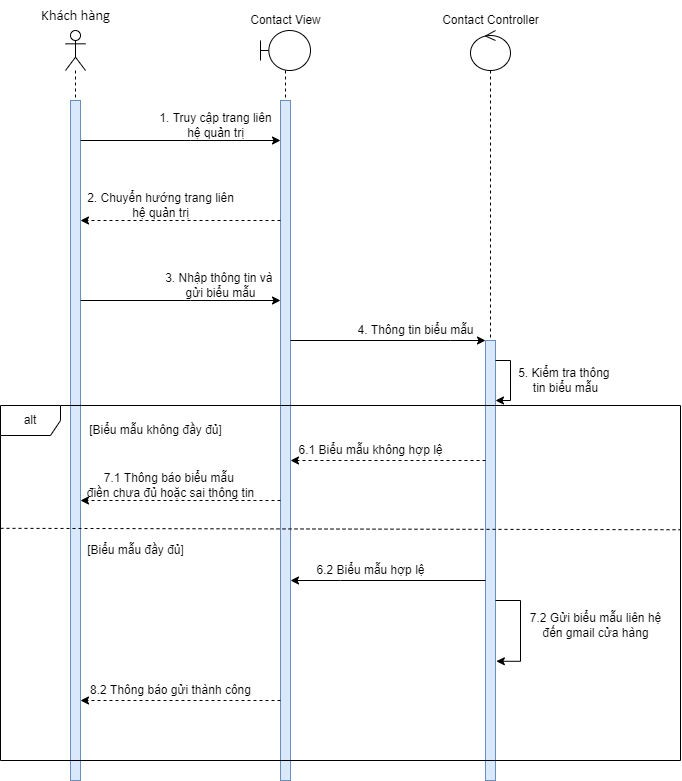 Khách hàng
Contact View
Contact Controller
1. Truy cập trang liên
hệ quản trị
2. Chuyển hướng trang liên
hệ quản trị
3. Nhập thông tin và
gửi biểu mẫu
4. Thông tin biểu mẫu
5. Kiểm tra thông
tin biểu mẫu
alt
[Biểu mẫu không đầy đủ]
6.1 Biểu mẫu không hợp lệ
7.1 Thông báo biểu mẫu
điền chưa đủ hoặc sai thông tin
[Biểu mẫu đầy đủ]
6.2 Biểu mẫu hợp lệ
7.2 Gửi biểu mẫu liên hệ
đến gmail cửa hàng
8.2 Thông báo gửi thành công